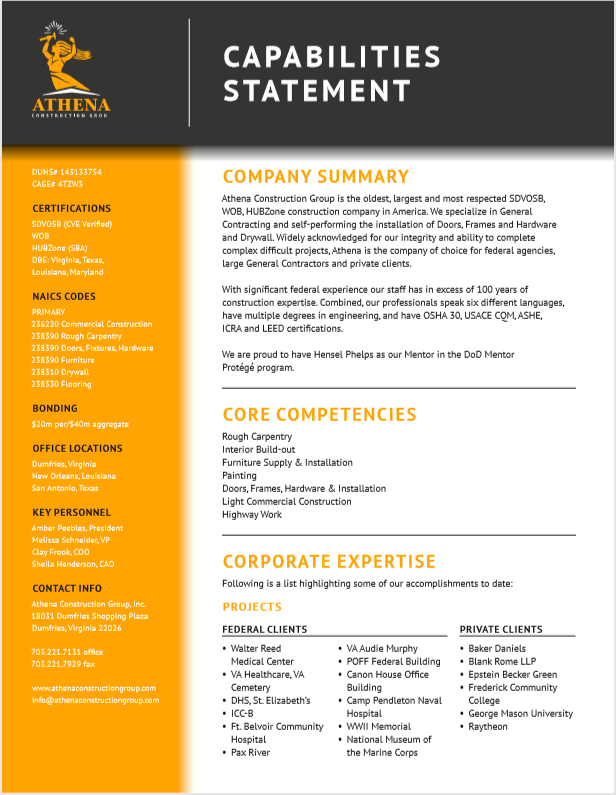 ATHENA
CONSTRUCTION GROU
CAPABILITIES
STATEMENT
DUNS# 143133754
CAGE# 4TZW3
CERTIFICATIONS
SDVOSB (CVE Verified)
WOB
HUBZone (SBA)
DBE: Virginia, Texas,
Louisiana, Maryland
NAICS CODES
PRIMARY
236220 Commercial Construction
238390 Rough Carpentry
238390 Doors, Fixtures, Hardware
238390 Furniture
238310 Drywall
238330 Flooring
BONDING
$20m per/$40m aggregate
OFFICE LOCATIONS
Dumfries, Virginia
New Orleans, Louisiana
San Antonio, Texas
KEY PERSONNEL
Amber Peebles, President
Melissa Schneider, VP
Clay Frook, COO
Sheila Henderson, CAO
CONTACT INFO
Athena Construction Group, Inc.
18031 Dumfries Shopping Plaza
Dumfries, Virginia 22026
703.221.7131 office
703.221.7929 fax
www.athenaconstructiongroup.com
info@athenaconstructiongroup.com
COMPANY SUMMARY
Athena Construction Group is the oldest, largest and most respected SDVOSB,
WOB, HUBZone construction company in America. We specialize in General
Contracting and self-performing the installation of Doors, Frames and Hardware
and Drywall. Widely acknowledged for our integrity and ability to complete
complex difficult projects, Athena is the company of choice for federal agencies,
large General Contractors and private clients.
With significant federal experience our staff has in excess of 100 years of
construction expertise. Combined, our professionals speak six different languages,
have multiple degrees in engineering, and have OSHA 30, USACE CQM, ASHE,
ICRA and LEED certifications.
We are proud to have Hensel Phelps as our Mentor in the DoD Mentor
Protégé program.
CORE COMPETENCIES
Rough Carpentry
Interior Build-out
Furniture Supply & Installation
Painting
Doors, Frames, Hardware & Installation
Light Commercial Construction
Highway Work
CORPORATE EXPERTISE
Following is a list highlighting some of our accomplishments to date:
PROJECTS
FEDERAL CLIENTS
• Walter Reed
Medical Center
• VA Healthcare, VA
Cemetery
• DHS, St. Elizabeth's
• ICC-B
• Ft. Belvoir Community
Hospital
• Pax River
• VA Audie Murphy
• POFF Federal Building
• Canon House Office
Building
• Camp Pendleton Naval
Hospital
• WWII Memorial
• National Museum of
the Marine Corps
PRIVATE CLIENTS
• Baker Daniels
• Blank Rome LLP
• Epstein Becker Green
• Frederick Community
College
• George Mason University
• Raytheon